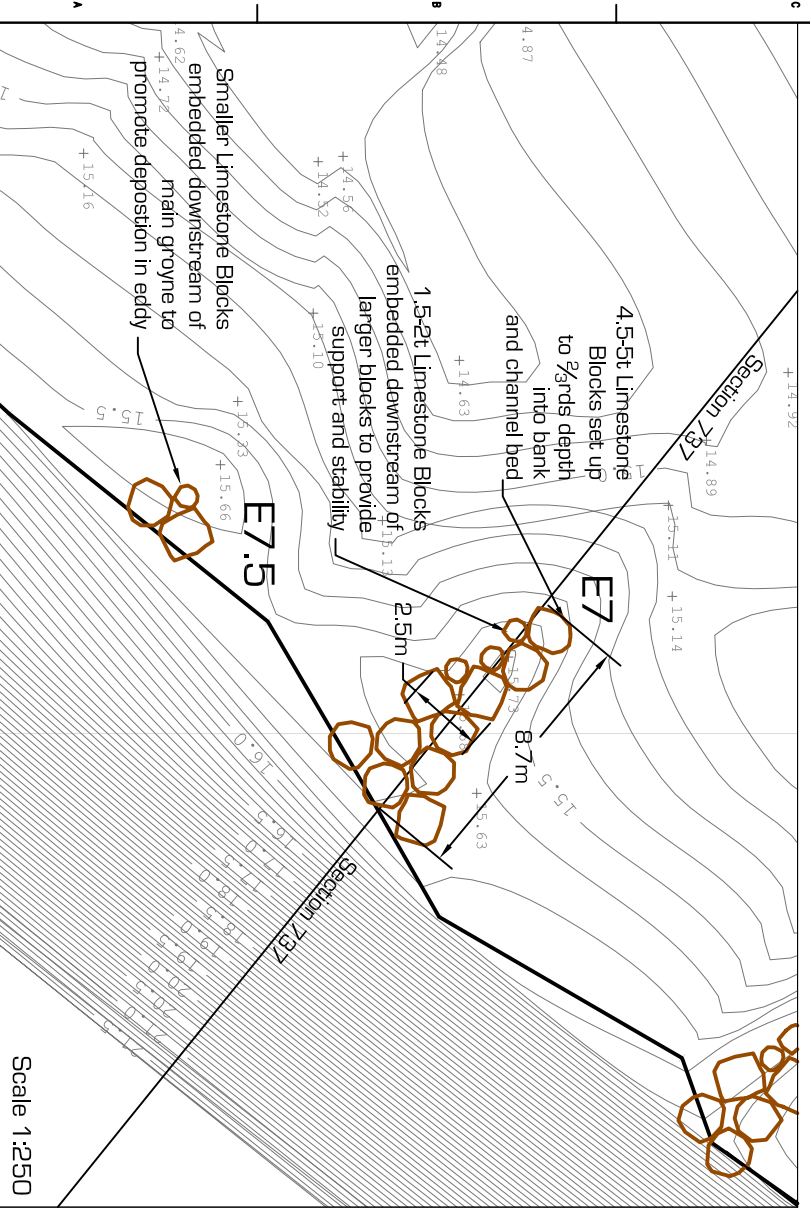 A
B
C
4.62
+14.72
+15.16
14.48
4.87
+14.56
+14.52
+15.10
+14.63
+14.92
14.89
+15.11
+15.14
+15.33
+15.66
15.5
Smaller Limestone Blocks
embedded downstream of
main groyne to
promote depostion in eddy
4.5-5t Limestone
Blocks set up
to ⅔rds depth
into bank
and channel bed
1.5-2t Limestone Blocks
embedded downstream of
larger blocks to provide
support and stability
Section 737
E7
E7.5
2.5m
8.7m
15.5
15.63
Section 737
16.0
16.5
17.0
17.5
18.0
18.5
19.0
19.5
20.0
20.5
21.0
21.5
Scale 1:250